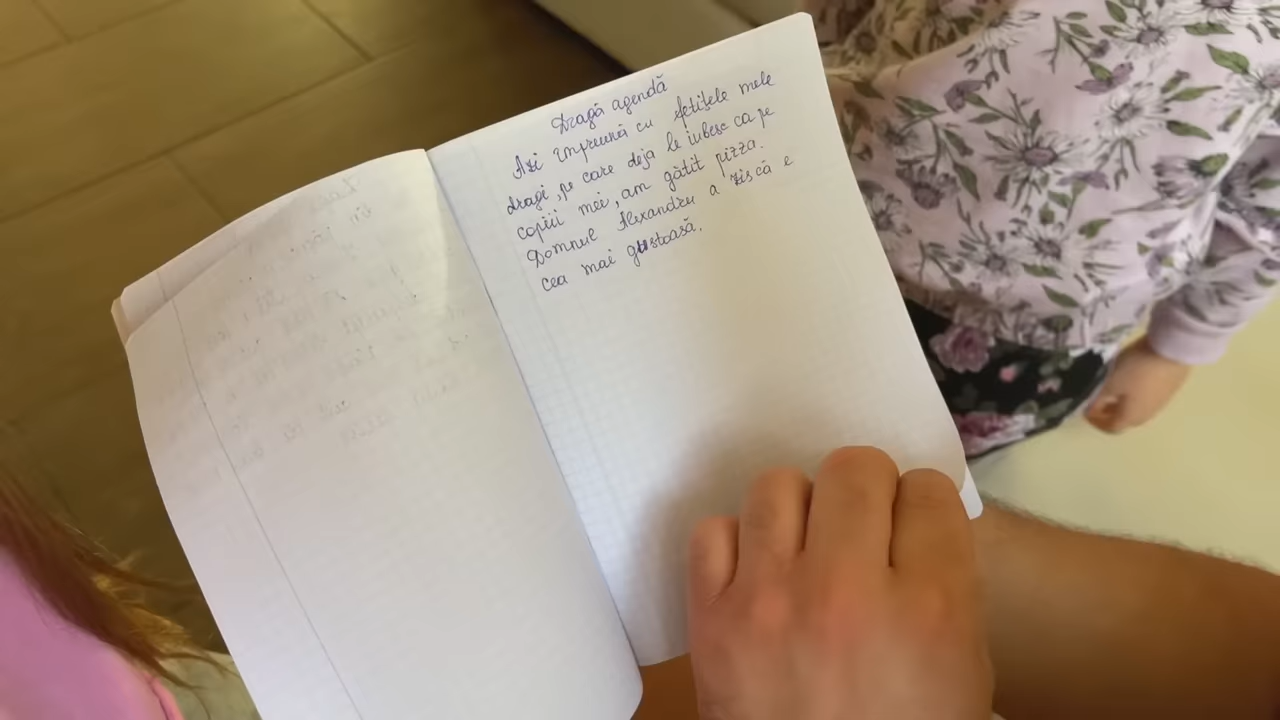 Dragă agendă
Azi împreună cu fetițele mele
dragi, pe care deja le iubesc ca pe
copiii mei, am gătit pizza.
Domnul Alexandru a zis că e
cea mai gustoasă.